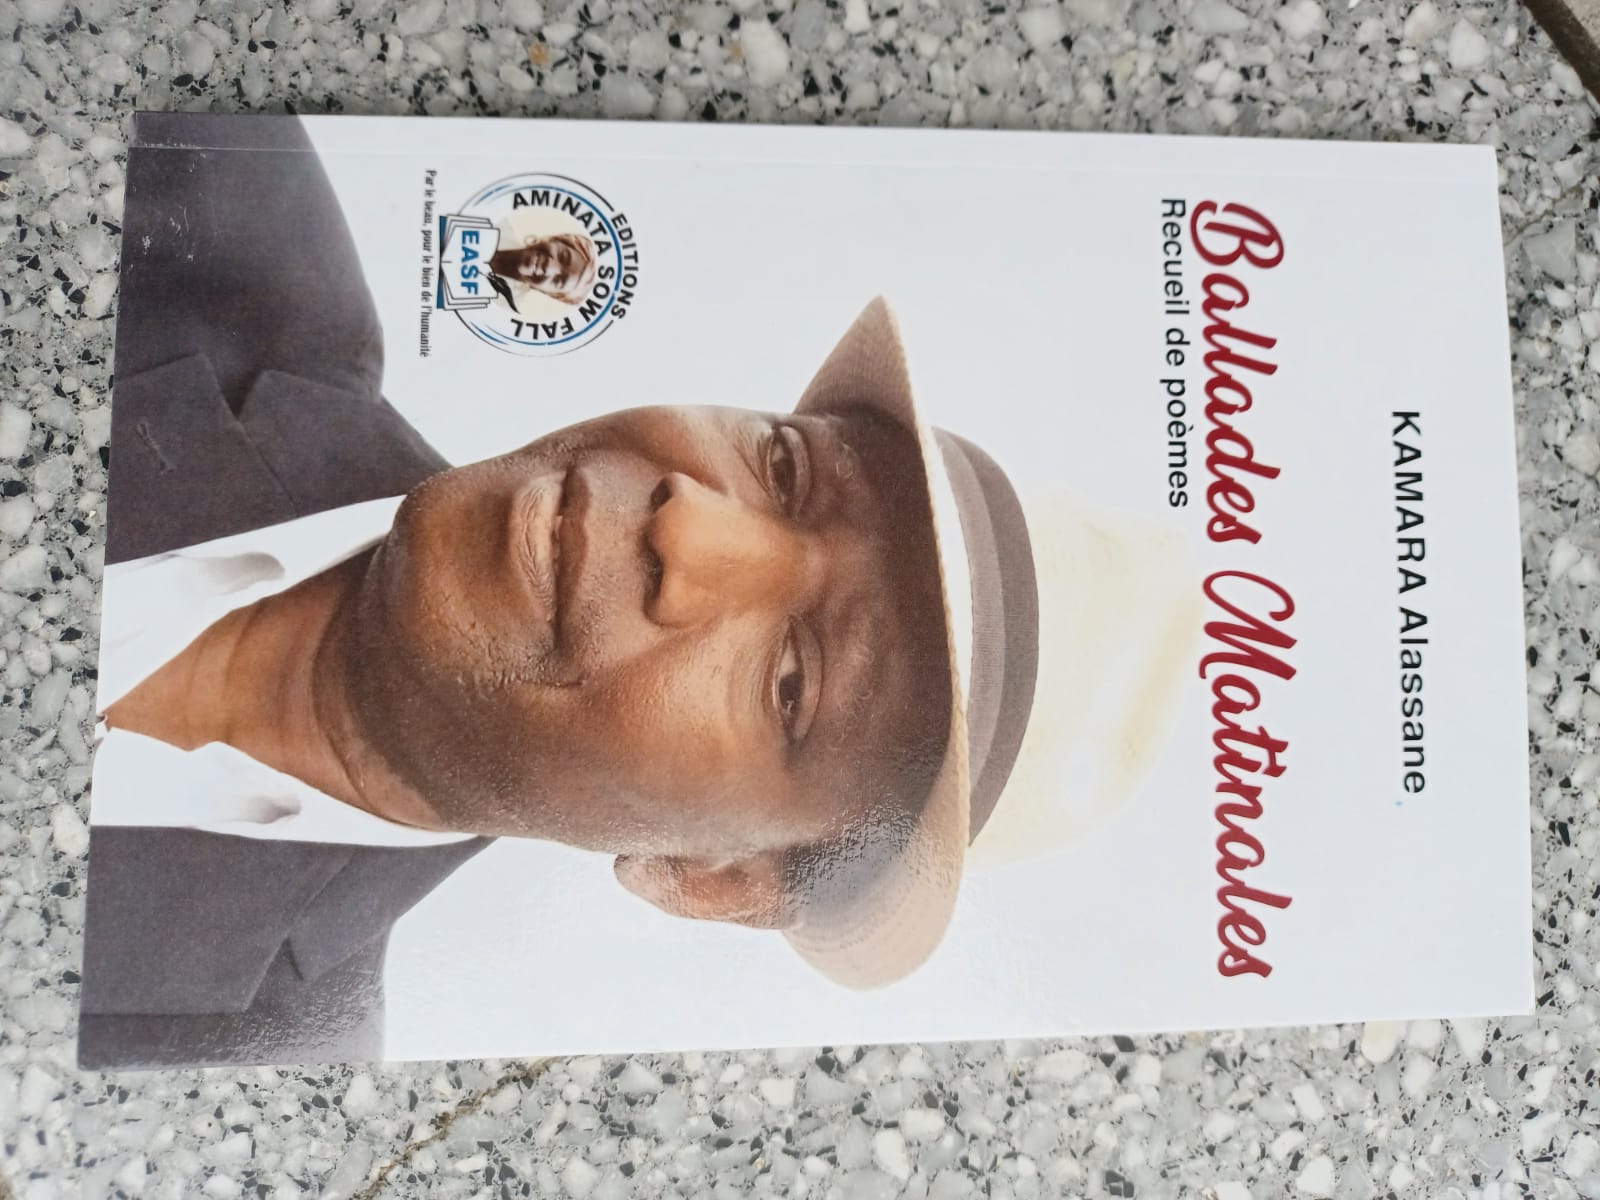 KAMARA Alassane
Ballades Matinales
Recueil de poèmes
EDITIONS
AMINATA SOW FALL
EASF
Par le beau, pour le bien de l'humanité